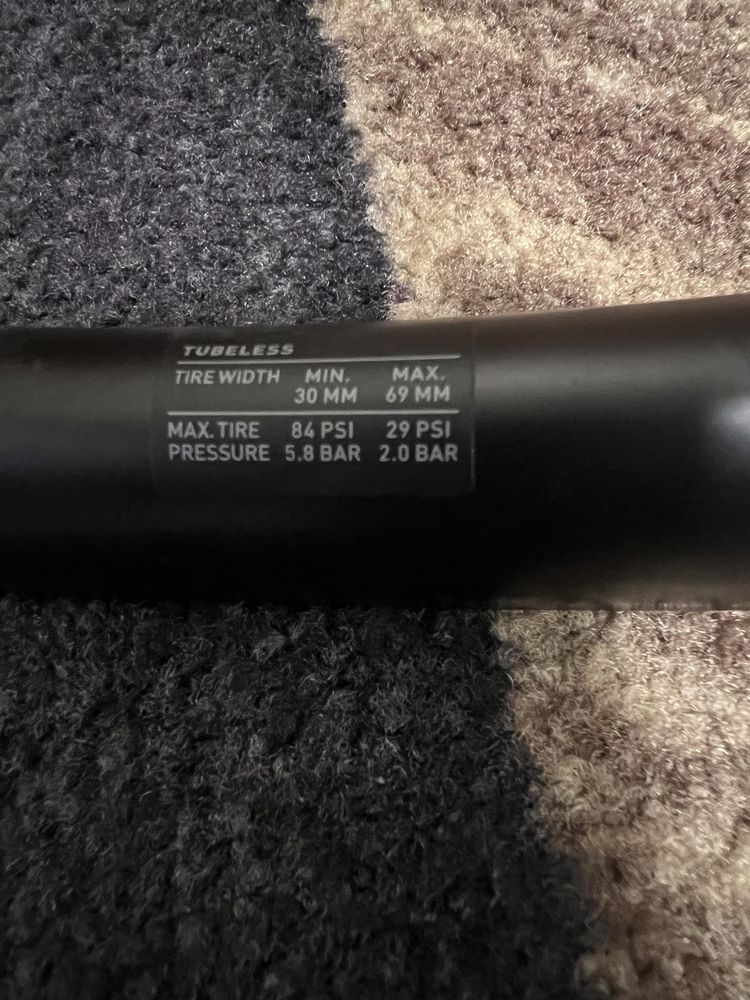 TUBELESS
TIRE WIDTH MIN. MAX.
30 MM 69 MM
MAX. TIRE 84 PSI 29 PSI
PRESSURE 5.8 BAR 2.0 BAR